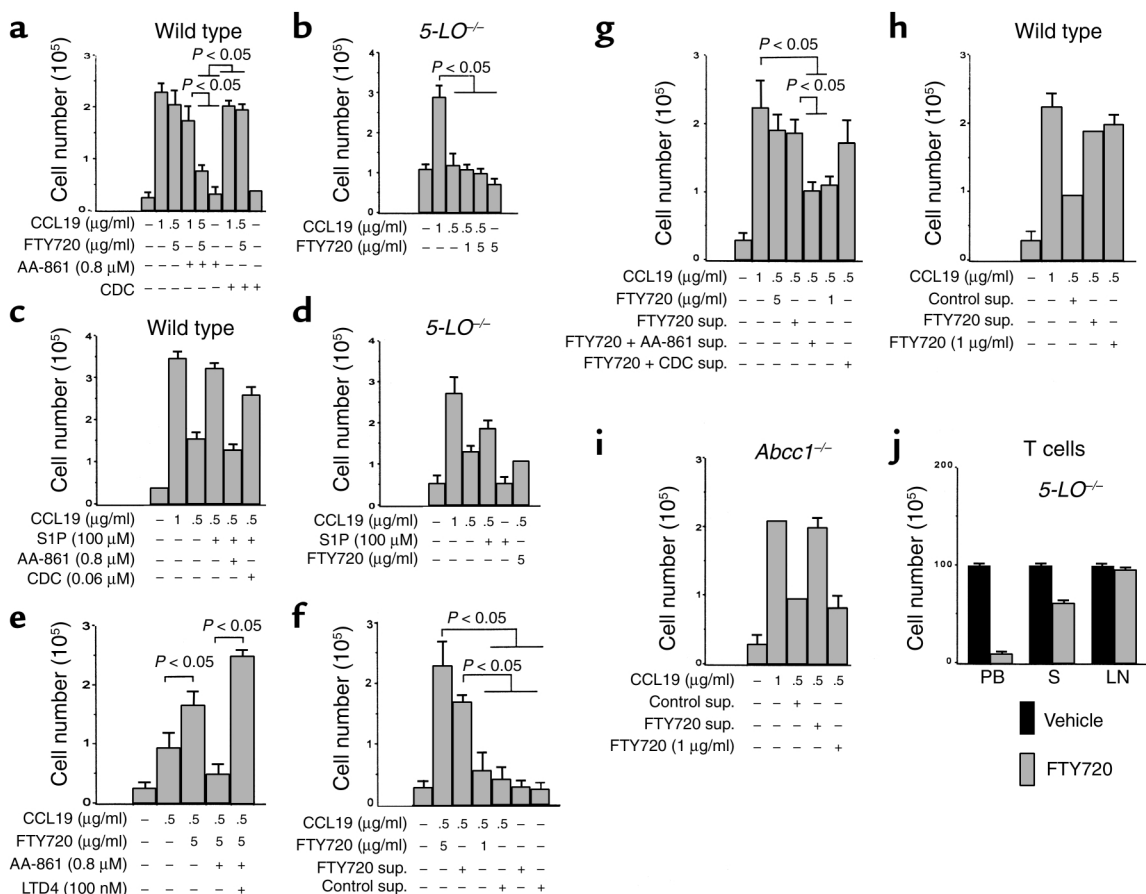 a
Wild type
P < 0.05
P < 0.05
Cell number (10⁵)
3
2
1
0
CCL19 (μg/ml) – 1 .5 1 5 – 1 .5 –
FTY720 (μg/ml) – – 5 – 5 – – 5 –
AA-861 (0.8 μM) – – – + + + – – –
CDC – – – – – – + + +
b
5-LO⁻/⁻
P < 0.05
Cell number (10⁵)
4
3
2
1
0
CCL19 (μg/ml) – 1 .5 .5 .5 –
FTY720 (μg/ml) – – – 1 5 5
c
Wild type
Cell number (10⁵)
4
3
2
1
0
CCL19 (μg/ml) – 1 .5 .5 .5 .5
S1P (100 μM) – – – + + +
AA-861 (0.8 μM) – – – – + –
CDC (0.06 μM) – – – – – +
d
5-LO⁻/⁻
Cell number (10⁵)
4
3
2
1
0
CCL19 (μg/ml) – 1 .5 .5 – .5
S1P (100 μM) – – – + + –
FTY720 (μg/ml) – – – – – 5
e
P < 0.05
P < 0.05
Cell number (10⁵)
3
2
1
0
CCL19 (μg/ml) – .5 .5 .5 .5
FTY720 (μg/ml) – – 5 5 5
AA-861 (0.8 μM) – – – + +
LTD4 (100 nM) – – – – +
f
P < 0.05
P < 0.05
Cell number (10⁵)
3
2
1
0
CCL19 (μg/ml) – .5 .5 .5 .5 – –
FTY720 (μg/ml) – 5 – 1 – – –
FTY720 sup. – – + – – + –
Control sup. – – – – + – +
g
P < 0.05
P < 0.05
Cell number (10⁵)
3
2
1
0
CCL19 (μg/ml) – 1 .5 .5 .5 .5 .5
FTY720 (μg/ml) – – 5 – – 1 –
FTY720 sup. – – – + – – –
FTY720 + AA-861 sup. – – – – + – –
FTY720 + CDC sup. – – – – – – +
h
Wild type
Cell number (10⁵)
3
2
1
0
CCL19 (μg/ml) – 1 .5 .5 .5
Control sup. – – + – –
FTY720 sup. – – – + –
FTY720 (1 μg/ml) – – – – +
i
Abcc1⁻/⁻
Cell number (10⁵)
3
2
1
0
CCL19 (μg/ml) – 1 .5 .5 .5
Control sup. – – + – –
FTY720 sup. – – – + –
FTY720 (1 μg/ml) – – – – +
j
T cells
5-LO⁻/⁻
Cell number (10⁵)
200
100
0
PB S LN
Vehicle
FTY720